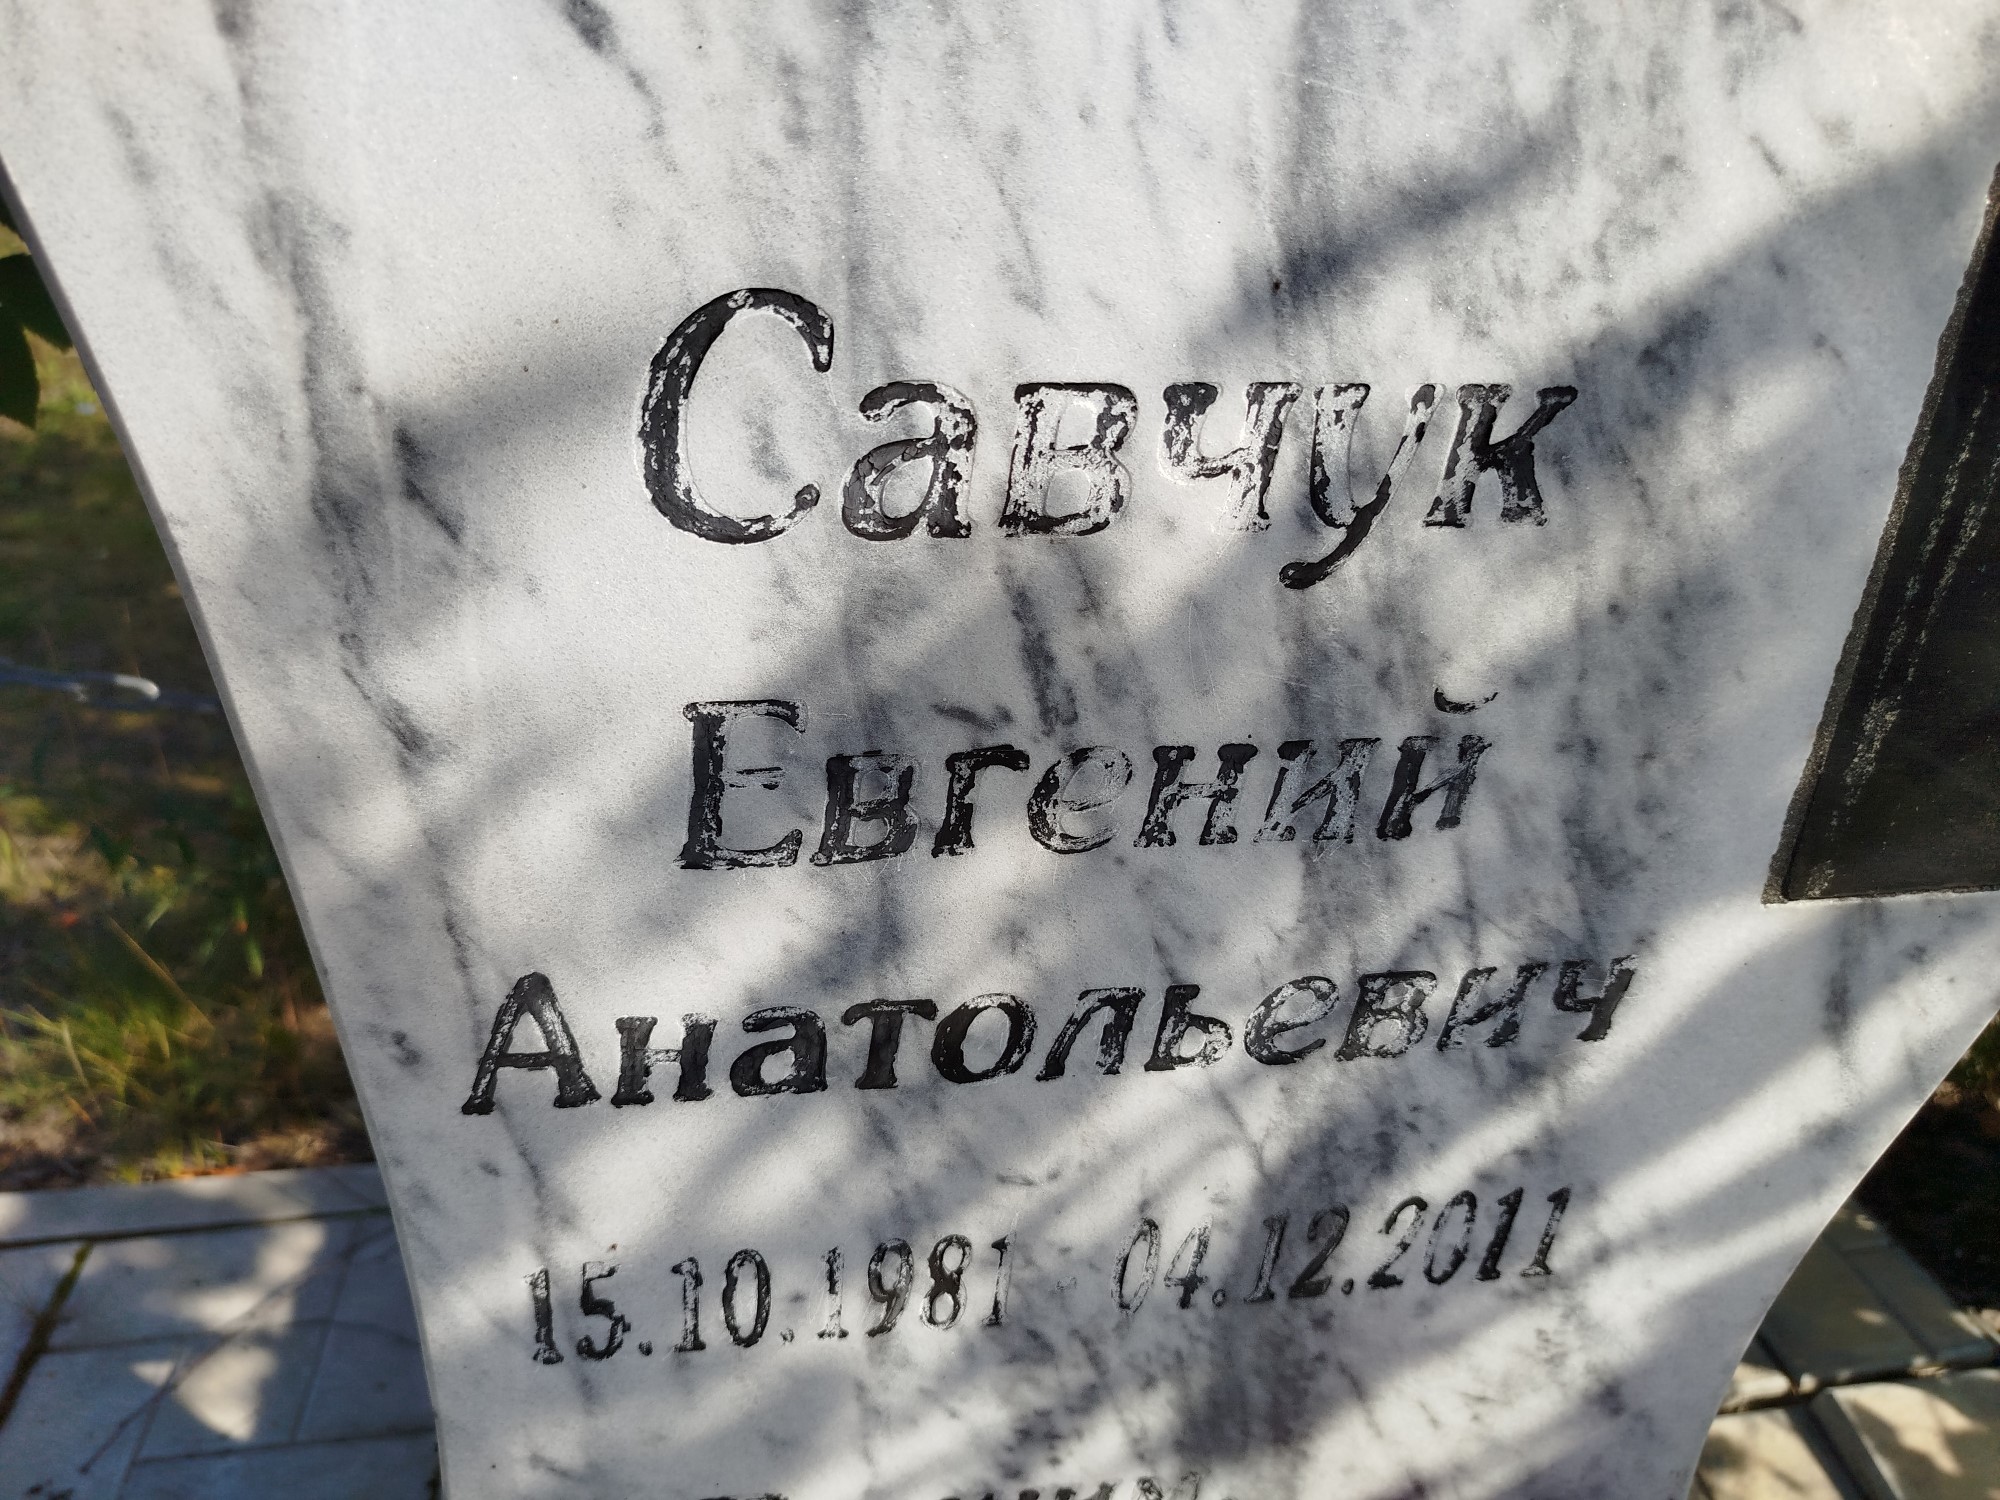 Савчук
Евгений
Анатольевич
15.10.1981 - 04.12.2011